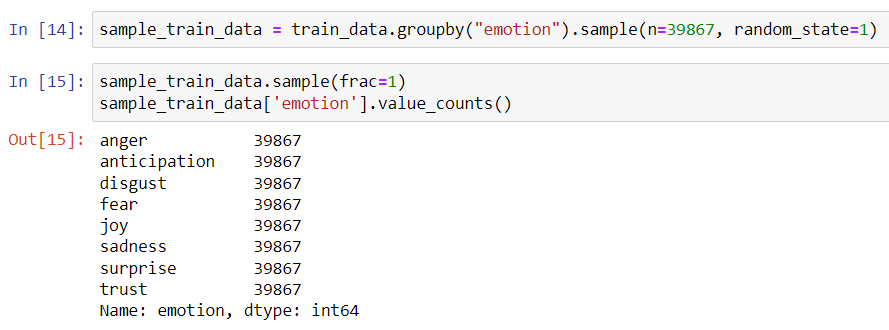 In [14]: sample_train_data = train_data.groupby("emotion").sample(n=39867, random_state=1)
In [15]: sample_train_data.sample(frac=1)
sample_train_data['emotion'].value_counts()
Out[15]: anger 39867
anticipation 39867
disgust 39867
fear 39867
joy 39867
sadness 39867
surprise 39867
trust 39867
Name: emotion, dtype: int64